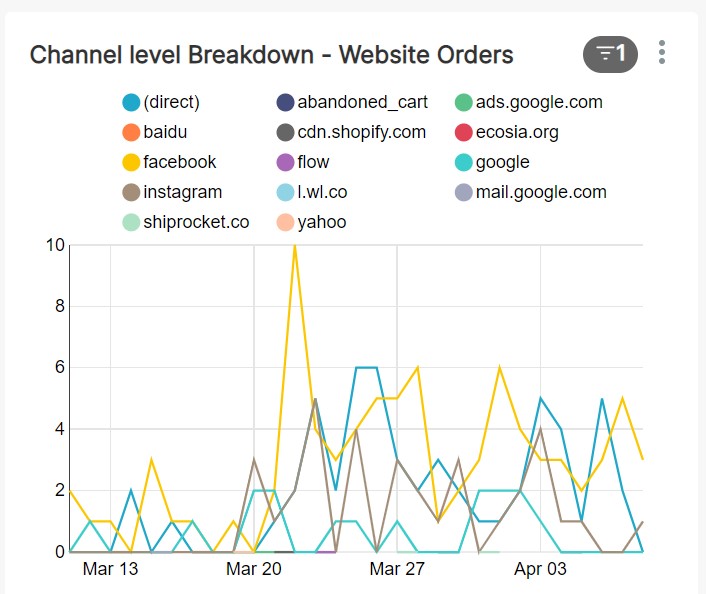 Channel level Breakdown - Website Orders 1
(direct) abandoned_cart ads.google.com
baidu cdn.shopify.com ecosia.org
facebook flow google
instagram l.wl.co mail.google.com
shiprocket.co yahoo
10
8
6
4
2
0
Mar 13 Mar 20 Mar 27 Apr 03